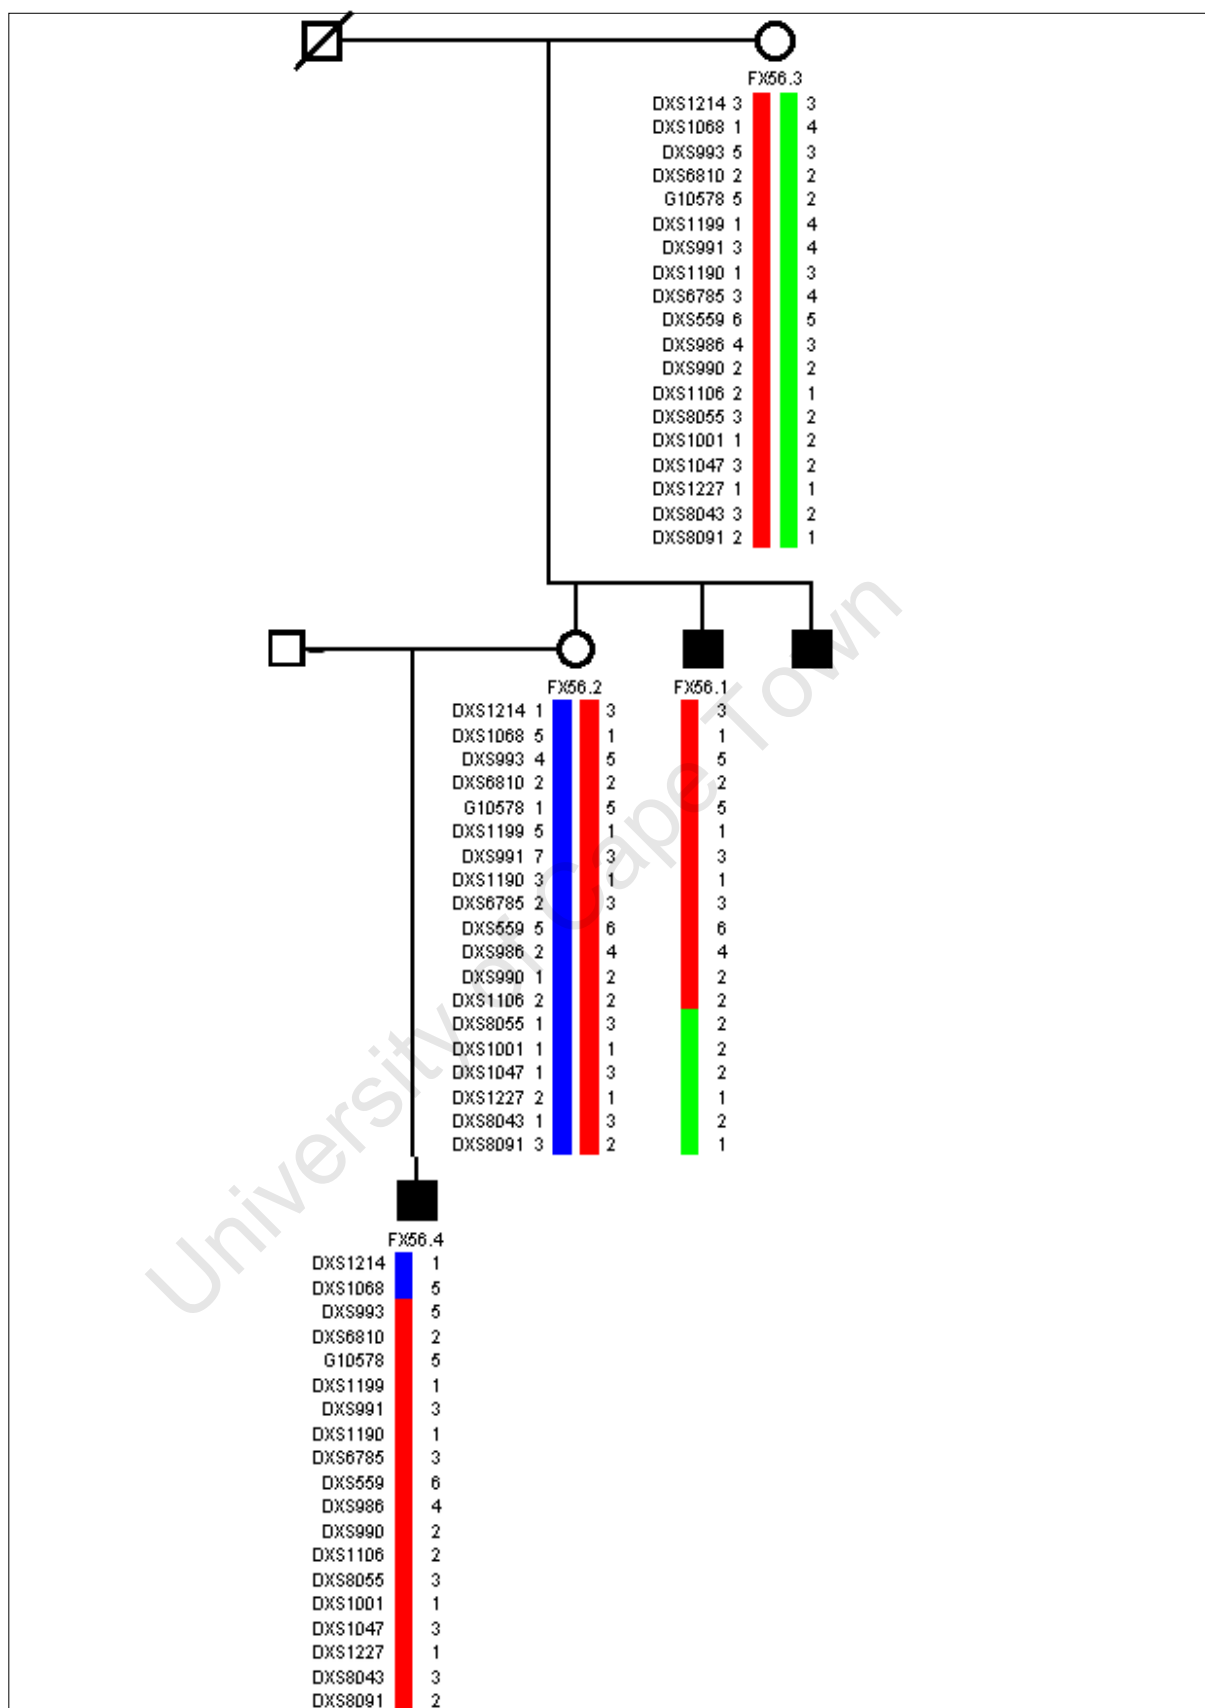 FX56.3
DXS1214 3 3
DXS1068 1 4
DXS993 5 3
DXS6810 2 2
G10578 5 2
DXS1199 1 4
DXS991 3 4
DXS1190 1 3
DXS6785 3 4
DXS559 6 5
DXS986 4 3
DXS990 2 2
DXS1106 2 1
DXS8055 3 2
DXS1001 1 2
DXS1047 3 2
DXS1227 1 1
DXS8043 3 2
DXS8091 2 1
FX56.2 FX56.1
DXS1214 1 3 3
DXS1068 5 1 1
DXS993 4 5 5
DXS6810 2 2 2
G10578 1 5 5
DXS1199 5 1 1
DXS991 7 3 3
DXS1190 3 1 1
DXS6785 2 3 3
DXS559 5 6 6
DXS986 2 4 4
DXS990 1 2 2
DXS1106 2 2 2
DXS8055 1 3 2
DXS1001 1 1 2
DXS1047 1 3 2
DXS1227 2 1 1
DXS8043 1 3 2
DXS8091 3 2 1
FX56.4
DXS1214 1
DXS1068 5
DXS993 5
DXS6810 2
G10578 5
DXS1199 1
DXS991 3
DXS1190 1
DXS6785 3
DXS559 6
DXS986 4
DXS990 2
DXS1106 2
DXS8055 3
DXS1001 1
DXS1047 3
DXS1227 1
DXS8043 3
DXS8091 2
University of Cape Town